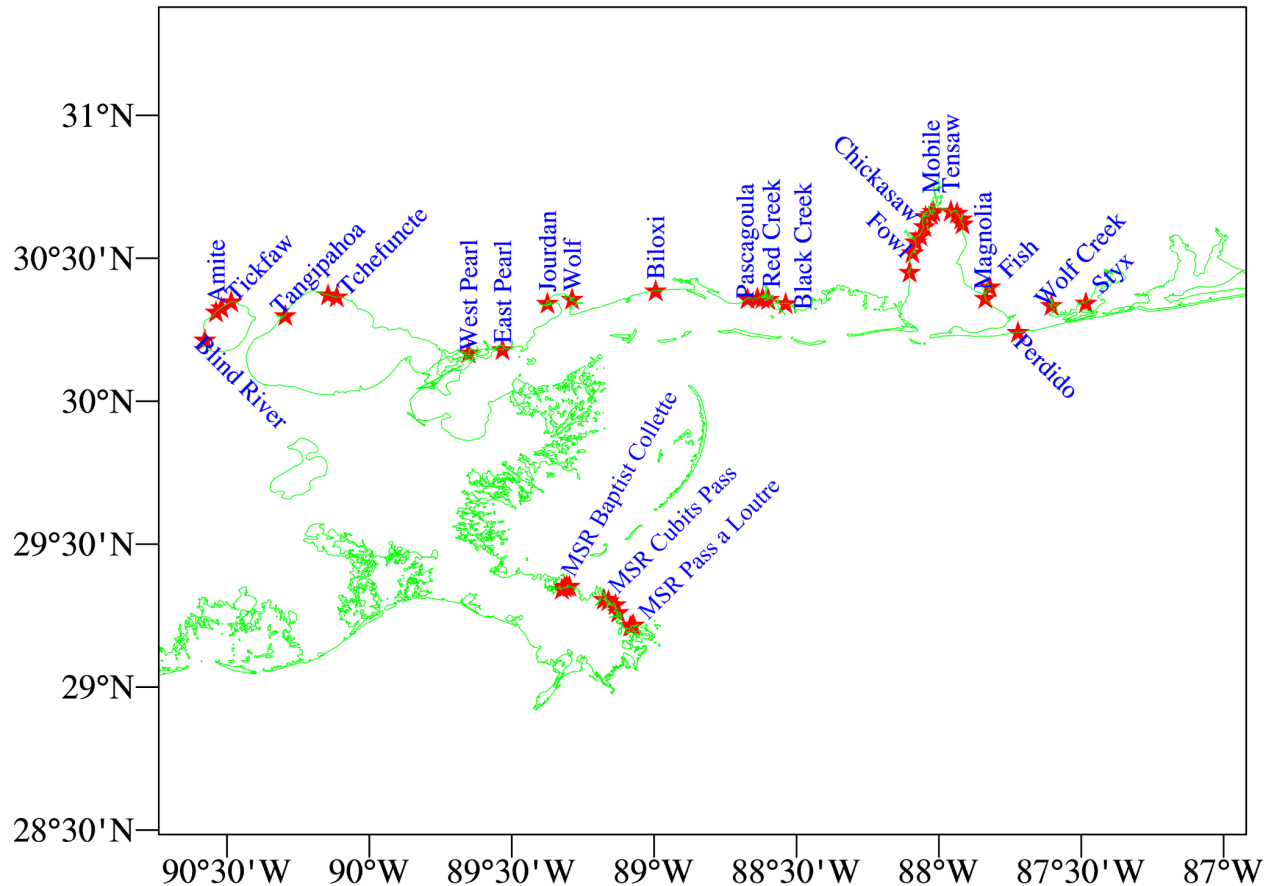 31°N
30°30'N
30°N
29°30'N
29°N
28°30'N
90°30'W
90°W
89°30'W
89°W
88°30'W
88°W
87°30'W
87°W
Blind River
Amite
Tickfaw
Tangipahoa
Tchefuncte
West Pearl
East Pearl
Jourdan
Wolf
Biloxi
Pascagoula
Red Creek
Black Creek
Fowl
Chickasaw
Mobile
Tensaw
Magnolia
Fish
Perdido
Wolf Creek
Styx
MSR Baptist Collette
MSR Cubits Pass
MSR Pass a Loutre